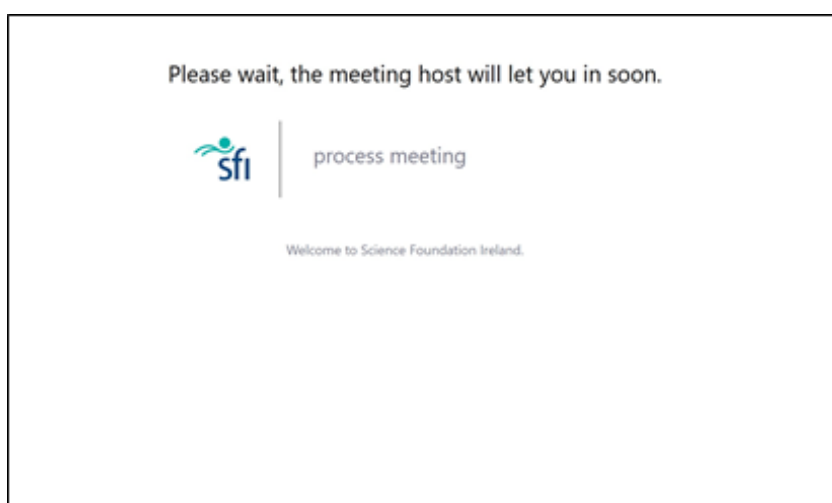 Please wait, the meeting host will let you in soon.
sfi
process meeting
Welcome to Science Foundation Ireland.